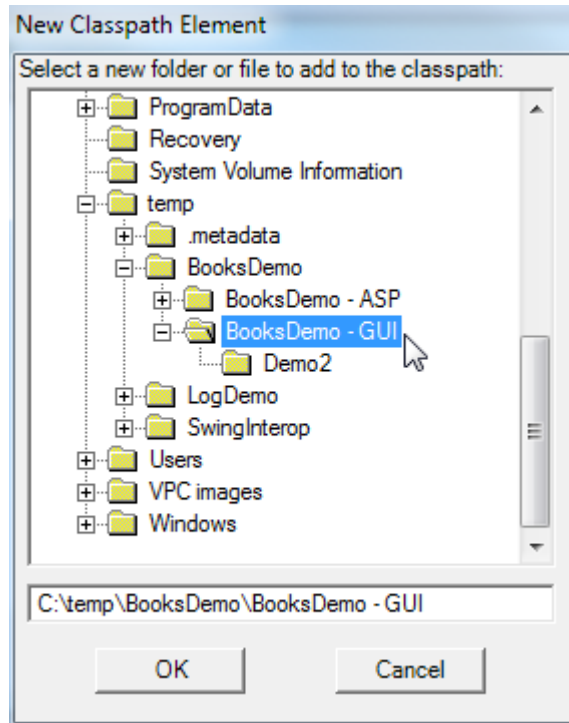 New Classpath Element
Select a new folder or file to add to the classpath:
ProgramData
Recovery
System Volume Information
temp
.metadata
BooksDemo
BooksDemo - ASP
BooksDemo - GUI
Demo2
LogDemo
SwingInterop
Users
VPC images
Windows
C:\temp\BooksDemo\BooksDemo - GUI
OK Cancel